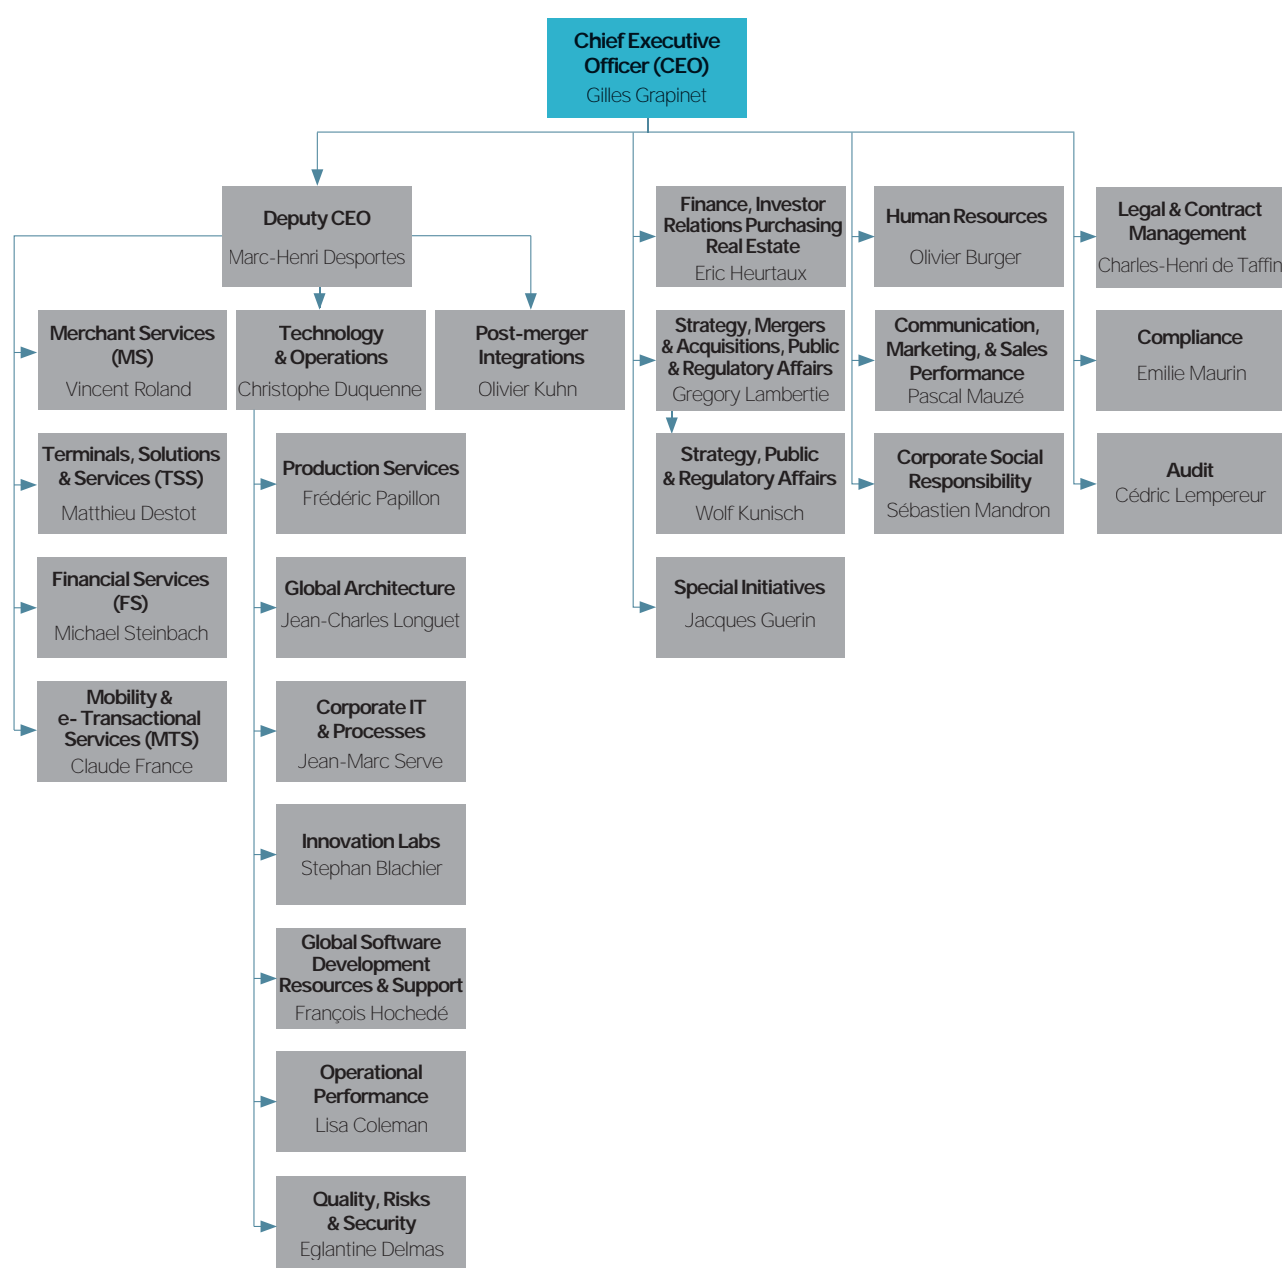 Chief Executive
Officer (CEO)
Gilles Grapinet
Deputy CEO
Marc-Henri Desportes
Merchant Services
(MS)
Vincent Roland
Terminals, Solutions
& Services (TSS)
Matthieu Destot
Financial Services
(FS)
Michael Steinbach
Mobility &
e- Transactional
Services (MTS)
Claude France
Technology
& Operations
Christophe Duquenne
Production Services
Frédéric Papillon
Global Architecture
Jean-Charles Longuet
Corporate IT
& Processes
Jean-Marc Serve
Innovation Labs
Stephan Blachier
Global Software
Development
Resources & Support
François Hochedé
Operational
Performance
Lisa Coleman
Quality, Risks
& Security
Eglantine Delmas
Post-merger
Integrations
Olivier Kuhn
Finance, Investor
Relations Purchasing
Real Estate
Eric Heurtaux
Strategy, Mergers
& Acquisitions, Public
& Regulatory Affairs
Gregory Lambertie
Strategy, Public
& Regulatory Affairs
Wolf Kunisch
Special Initiatives
Jacques Guerin
Human Resources
Olivier Burger
Communication,
Marketing, & Sales
Performance
Pascal Mauzé
Corporate Social
Responsibility
Sébastien Mandron
Legal & Contract
Management
Charles-Henri de Taffin
Compliance
Emilie Maurin
Audit
Cédric Lempereur